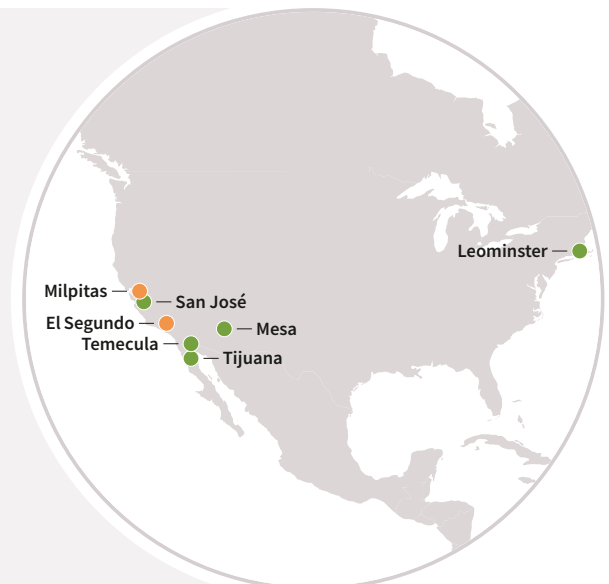 Leominster
Milpitas
San José
El Segundo
Mesa
Temecula
Tijuana